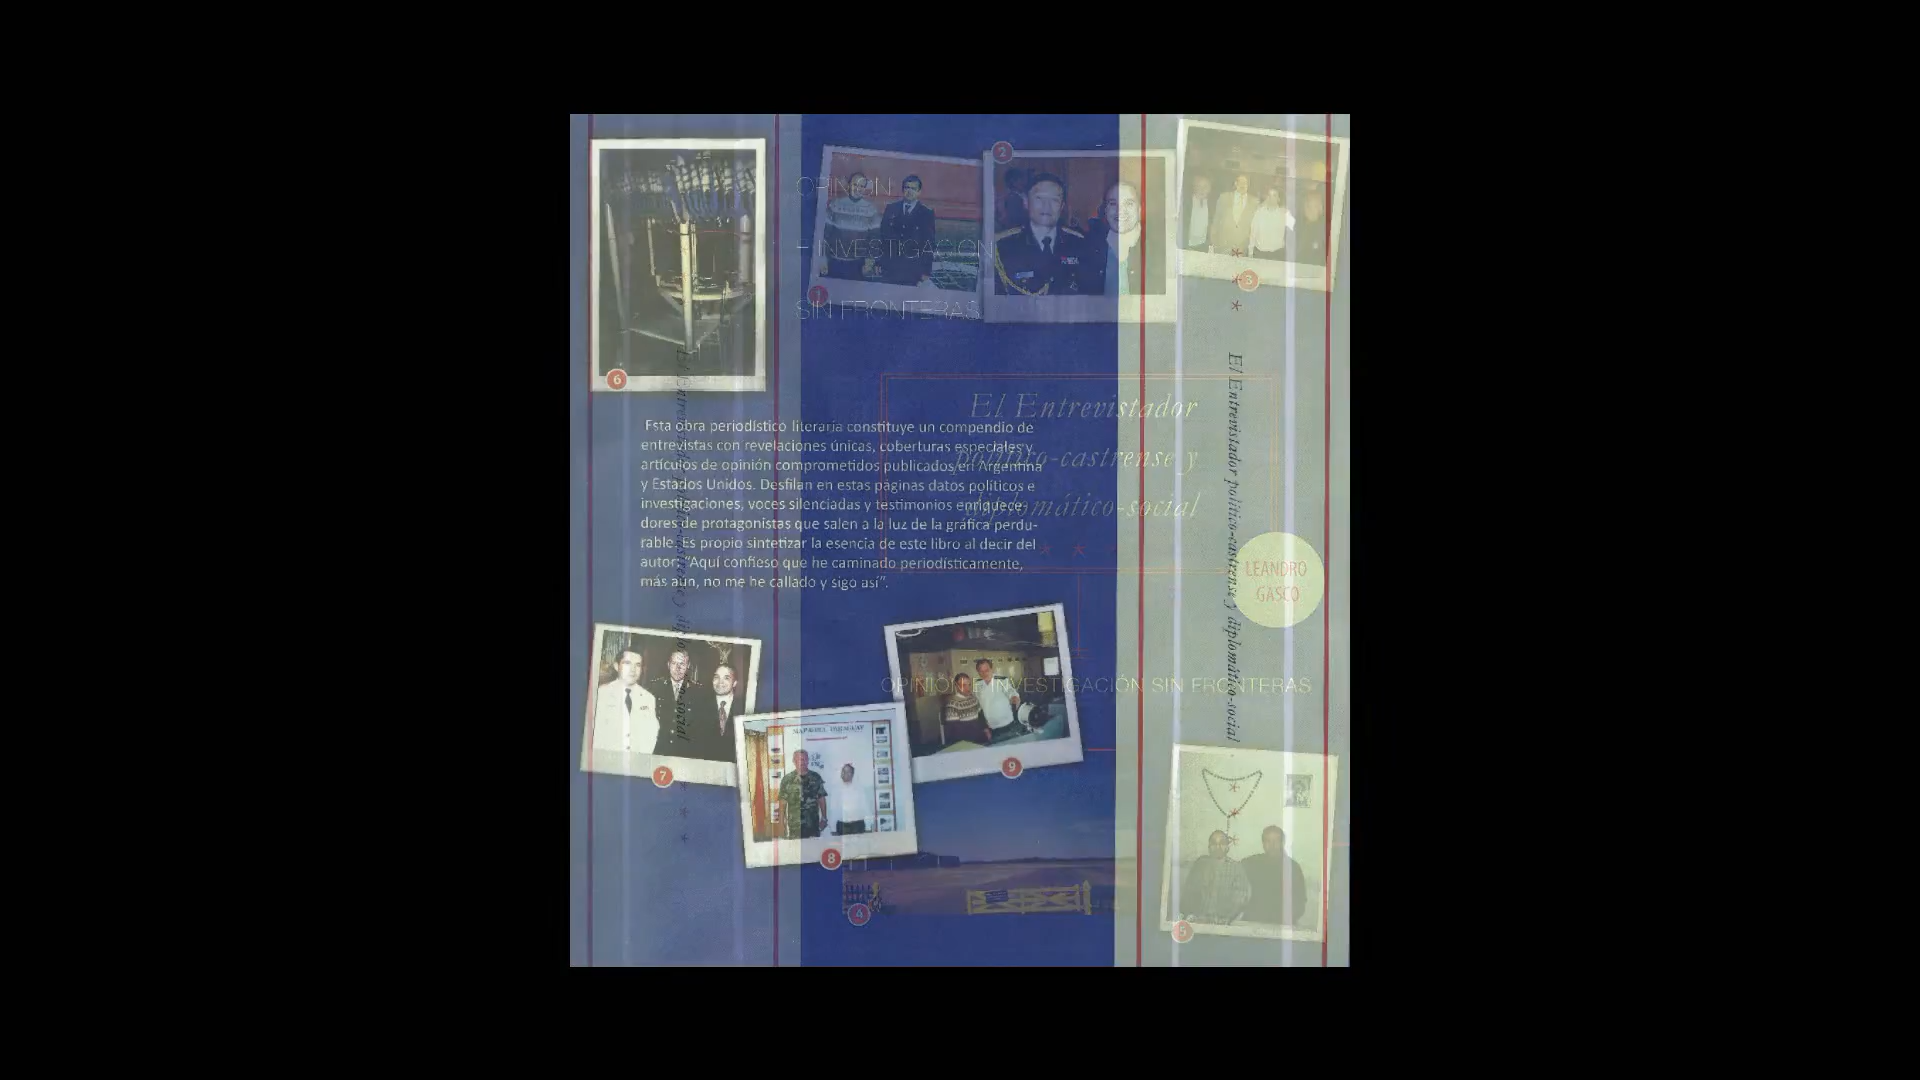 OPINIÓN
E INVESTIGACIÓN
SIN FRONTERAS
El Entrevistador
político-castrense y
diplomático-social
Esta obra periodístico literaria constituye un compendio de
entrevistas con revelaciones únicas, coberturas especiales y
artículos de opinión comprometidos publicados en Argentina
y Estados Unidos. Desfilan en estas páginas datos políticos e
investigaciones, voces silenciadas y testimonios enriquece-
dores de protagonistas que salen a la luz de la gráfica perdu-
rable. Es propio sintetizar la esencia de este libro al decir del
autor: “Aquí confieso que he caminado periodísticamente,
más aún, no me he callado y sigo así”.
LEANDRO
GASCO
OPINIÓN E INVESTIGACIÓN SIN FRONTERAS
El Entrevistador político-castrense y diplomático-social
1
2
3
4
5
6
7
8
9